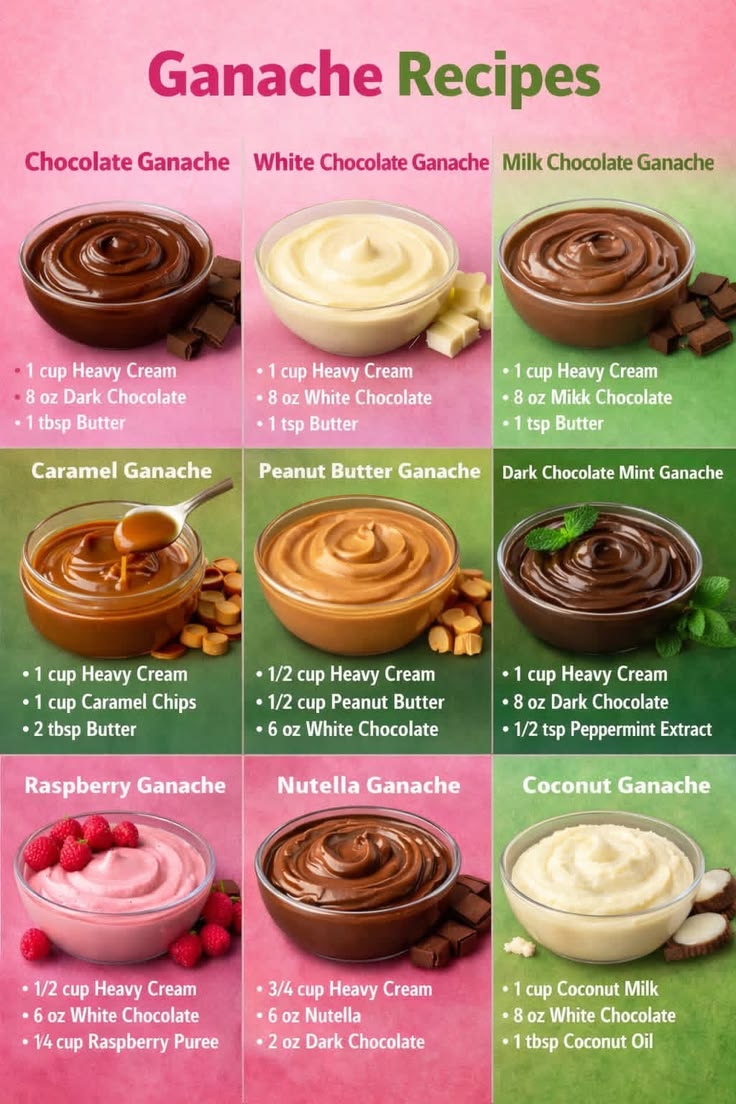 Ganache Recipes
Chocolate Ganache
• 1 cup Heavy Cream
• 8 oz Dark Chocolate
• 1 tbsp Butter
White Chocolate Ganache
• 1 cup Heavy Cream
• 8 oz White Chocolate
• 1 tsp Butter
Milk Chocolate Ganache
• 1 cup Heavy Cream
• 8 oz Mikk Chocolate
• 1 tsp Butter
Caramel Ganache
• 1 cup Heavy Cream
• 1 cup Caramel Chips
• 2 tbsp Butter
Peanut Butter Ganache
• 1/2 cup Heavy Cream
• 1/2 cup Peanut Butter
• 6 oz White Chocolate
Dark Chocolate Mint Ganache
• 1 cup Heavy Cream
• 8 oz Dark Chocolate
• 1/2 tsp Peppermint Extract
Raspberry Ganache
• 1/2 cup Heavy Cream
• 6 oz White Chocolate
• 1/4 cup Raspberry Puree
Nutella Ganache
• 3/4 cup Heavy Cream
• 6 oz Nutella
• 2 oz Dark Chocolate
Coconut Ganache
• 1 cup Coconut Milk
• 8 oz White Chocolate
• 1 tbsp Coconut Oil